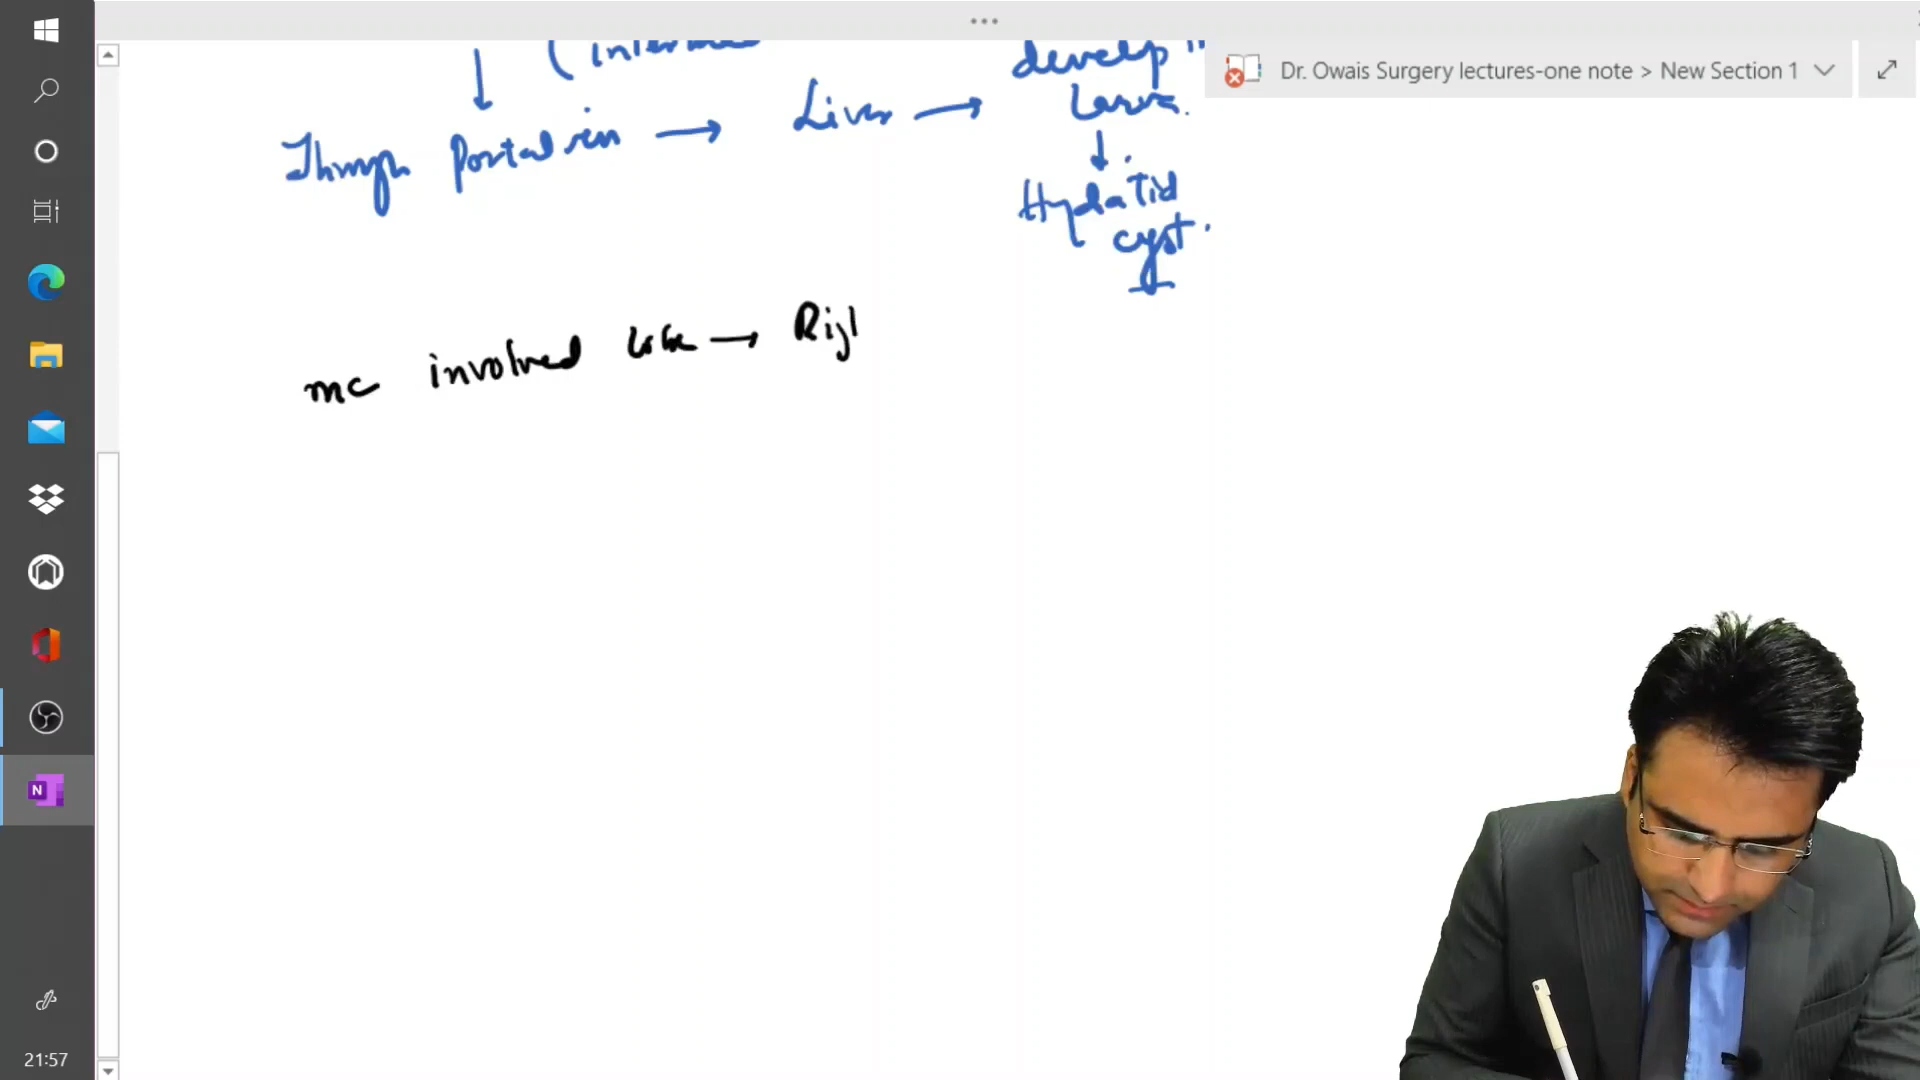 Dr. Owais Surgery lectures-one note > New Section 1
develop
Larva.
Through Portal vein → Liver →
Hydatid
cyst.
mc involved lobe → Rigl
21:57